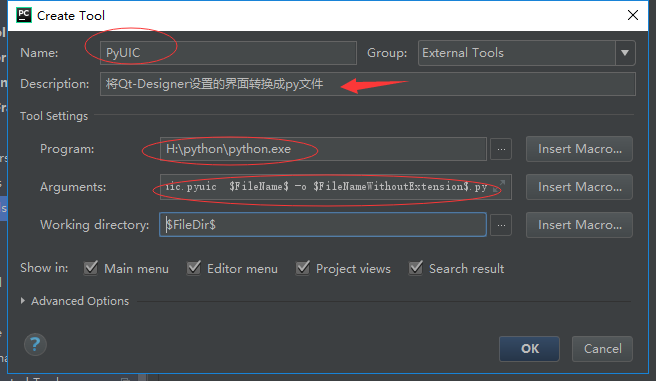 PC Create Tool
Name: PyUIC Group: External Tools
Description: 将Qt-Designer设置的界面转换成py文件
Tool Settings
Program: H:\python\python.exe ... Insert Macro...
Arguments: uic.pyuic $FileName$ -o $FileNameWithoutExtension$.py Insert Macro...
Working directory: $FileDir$ ... Insert Macro...
Show in: Main menu Editor menu Project views Search result
Advanced Options
? OK Cancel